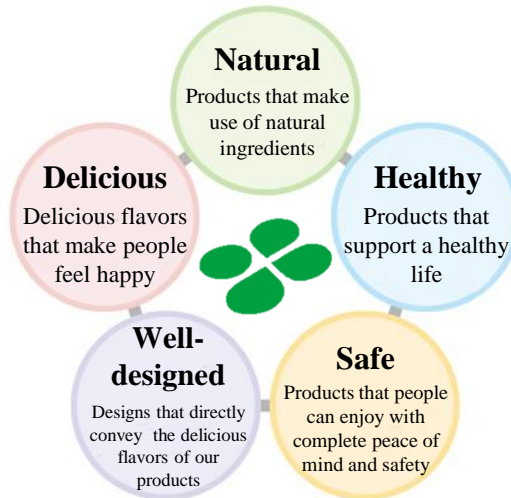 Natural
Products that make
use of natural
ingredients
Delicious
Delicious flavors
that make people
feel happy
Healthy
Products that
support a healthy
life
Well-
designed
Designs that directly
convey the delicious
flavors of our
products
Safe
Products that people
can enjoy with
complete peace of
mind and safety